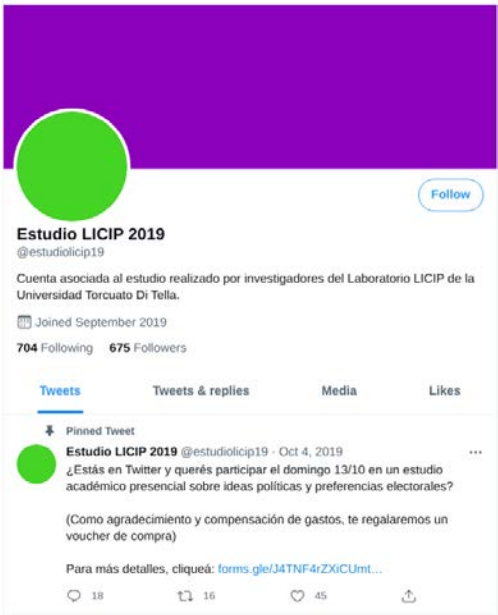 Follow
Estudio LICIP 2019
@estudiolicip19
Cuenta asociada al estudio realizado por investigadores del Laboratorio LICIP de la
Universidad Torcuato Di Tella.
Joined September 2019
704 Following 675 Followers
Tweets Tweets & replies Media Likes
Pinned Tweet
Estudio LICIP 2019 @estudiolicip19 · Oct 4, 2019 ...
¿Estás en Twitter y querés participar el domingo 13/10 en un estudio
académico presencial sobre ideas políticas y preferencias electorales?
(Como agradecimiento y compensación de gastos, te regalaremos un
voucher de compra)
Para más detalles, cliqueá: forms.gle/J4TNF4rZXiCUmt...
18 16 45